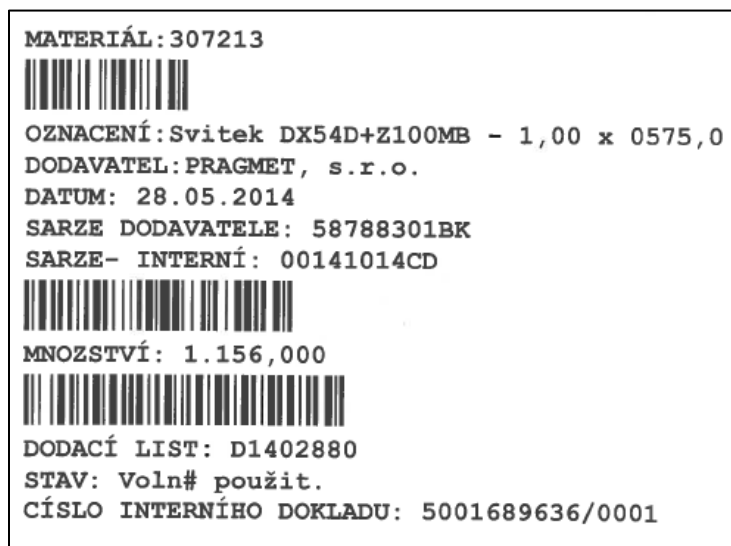 MATERIÁL:307213
OZNACENÍ:Svitek DX54D+Z100MB - 1,00 x 0575,0
DODAVATEL:PRAGMET, s.r.o.
DATUM: 28.05.2014
SARZE DODAVATELE: 58788301BK
SARZE- INTERNÍ: 00141014CD
MNOZSTVÍ: 1.156,000
DODACÍ LIST: D1402880
STAV: Voln# použit.
CÍSLO INTERNÍHO DOKLADU: 5001689636/0001